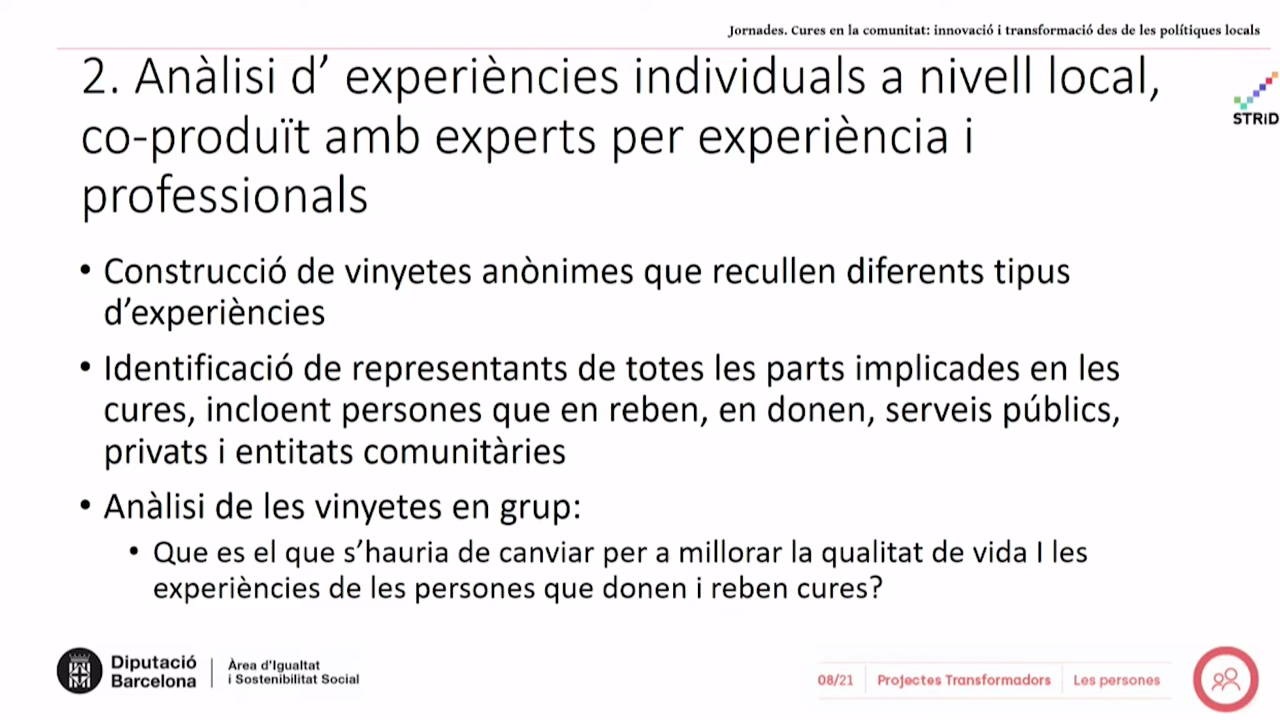 Jornades. Cures en la comunitat: innovació i transformació des de les polítiques locals
2. Anàlisi d’ experiències individuals a nivell local,
co-produït amb experts per experiència i
professionals
STRiD
• Construcció de vinyetes anònimes que recullen diferents tipus
d’experiències
• Identificació de representants de totes les parts implicades en les
cures, incloent persones que en reben, en donen, serveis públics,
privats i entitats comunitàries
• Anàlisi de les vinyetes en grup:
• Que es el que s’hauria de canviar per a millorar la qualitat de vida I les
experiències de les persones que donen i reben cures?
Diputació
Barcelona
Àrea d’Igualtat
i Sostenibilitat Social
08/21
Projectes Transformadors
Les persones